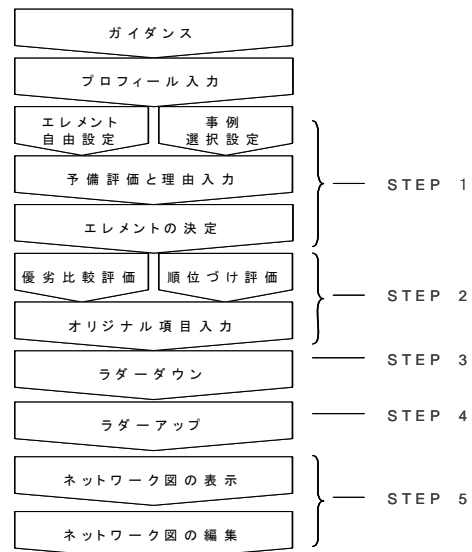 ガイダンス
プロフィール入力
エレメント
自由設定
事例
選択設定
予備評価と理由入力
STEP 1
エレメントの決定
優劣比較評価
順位づけ評価
STEP 2
オリジナル項目入力
ラダーダウン
STEP 3
ラダーアップ
STEP 4
ネットワーク図の表示
STEP 5
ネットワーク図の編集